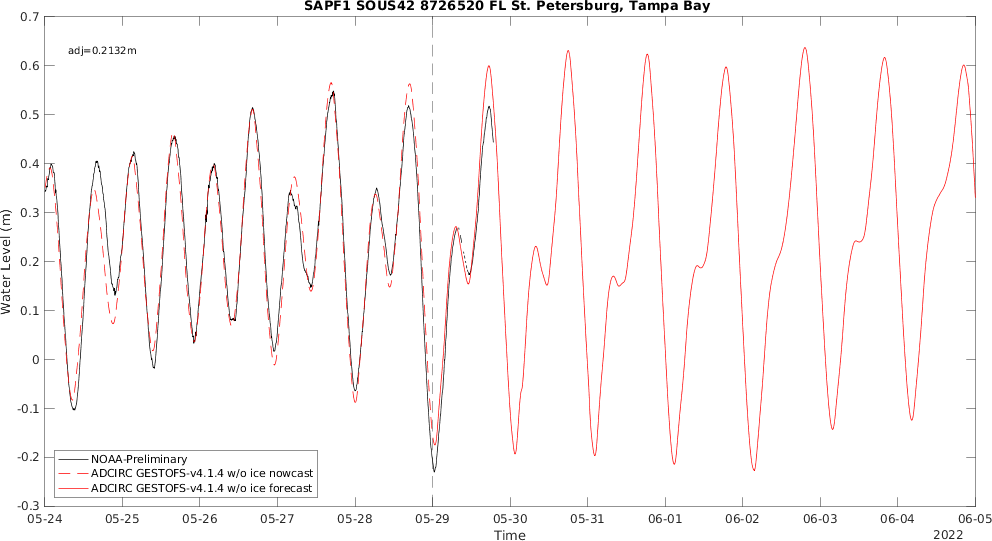 SAPF1 SOUS42 8726520 FL St. Petersburg, Tampa Bay
adj=0.2132m
0.7
0.6
0.5
0.4
0.3
0.2
0.1
0
-0.1
-0.2
-0.3
Water Level (m)
NOAA-Preliminary
ADCIRC GESTOFS-v4.1.4 w/o ice nowcast
ADCIRC GESTOFS-v4.1.4 w/o ice forecast
05-24 05-25 05-26 05-27 05-28 05-29 05-30 05-31 06-01 06-02 06-03 06-04 06-05
Time
2022